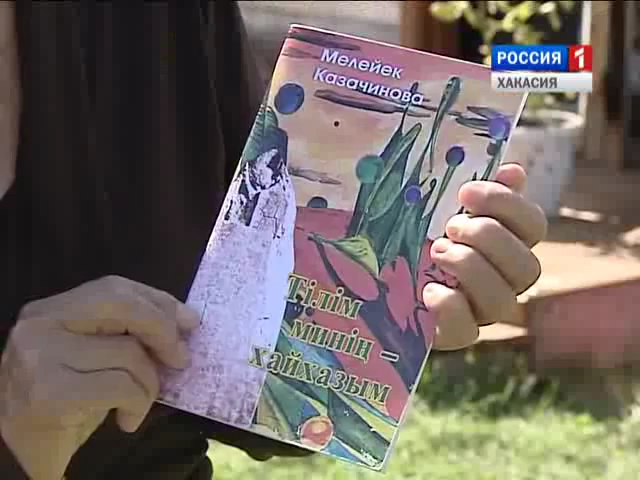 РОССИЯ 1
ХАКАСИЯ
Мелейек
Казачинова
Тілім
минің –
хайхазым